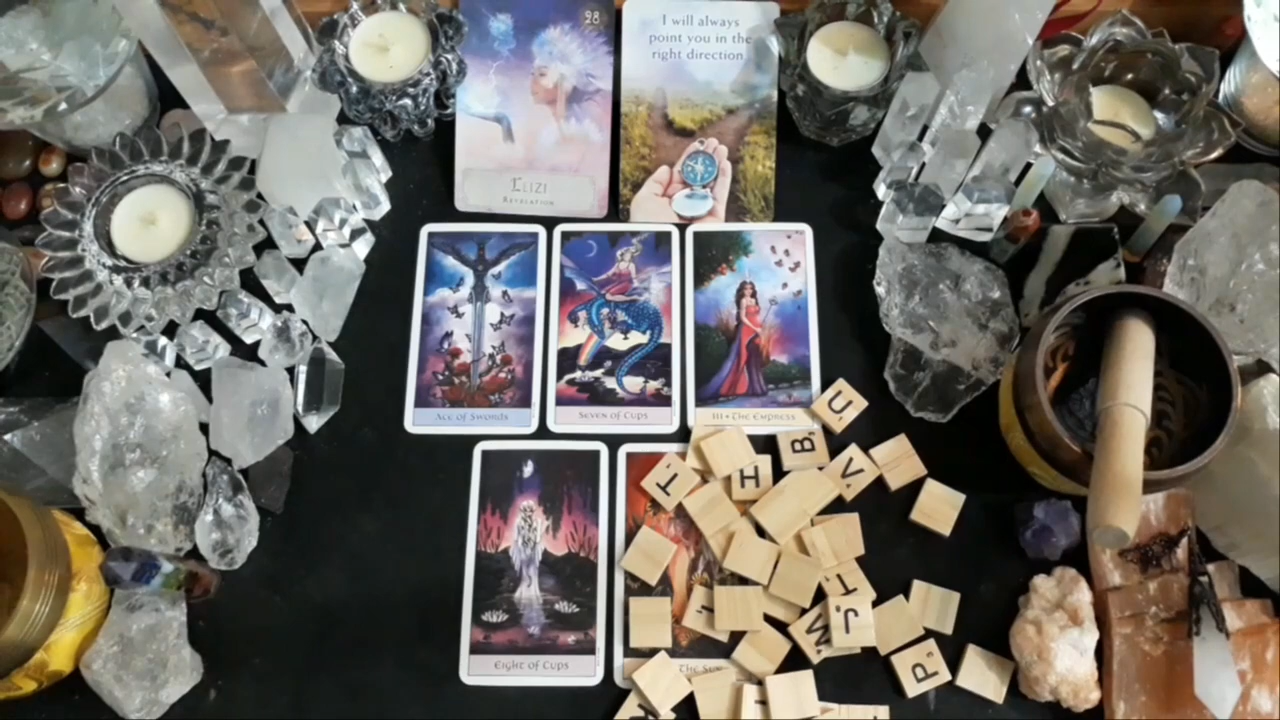 28
I will always
point you in the
right direction
ELIZI
REVELATION
ACE OF SWORDS
SEVEN OF CUPS
III • THE EMPRESS
U
B
V
H
T
T
J
M
P
EIGHT OF CUPS
THE